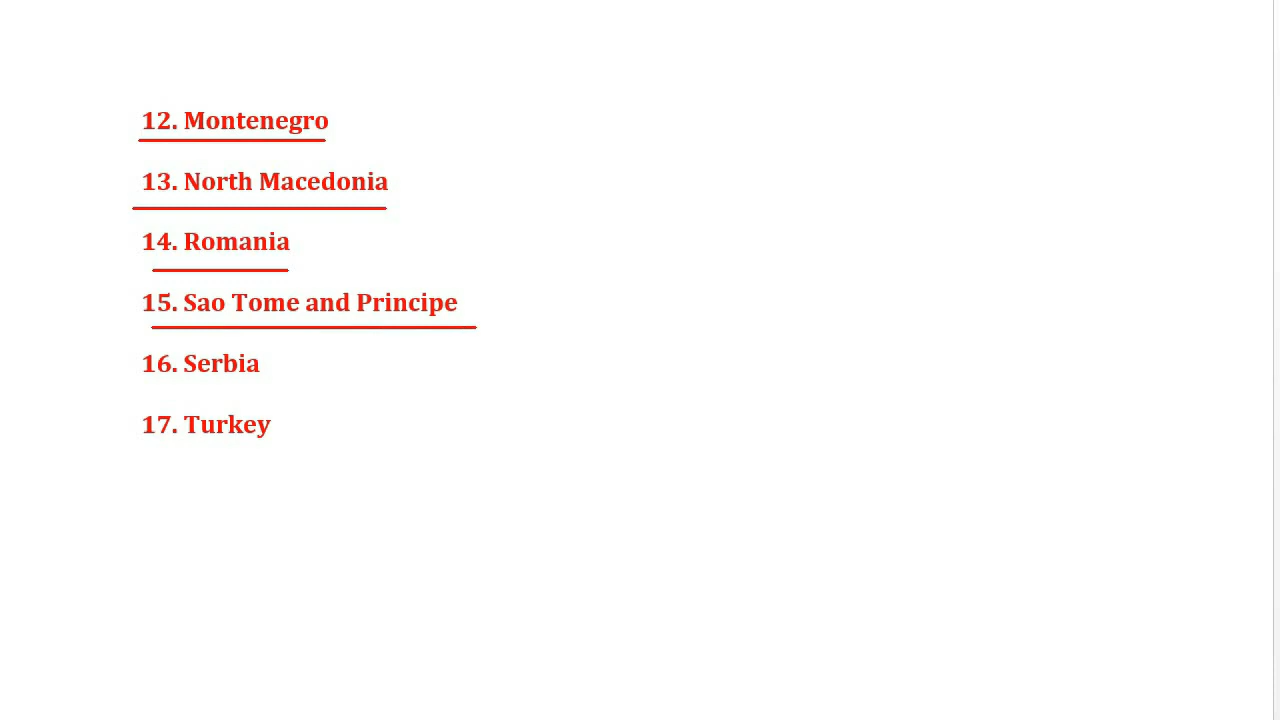 12. Montenegro
13. North Macedonia
14. Romania
15. Sao Tome and Principe
16. Serbia
17. Turkey